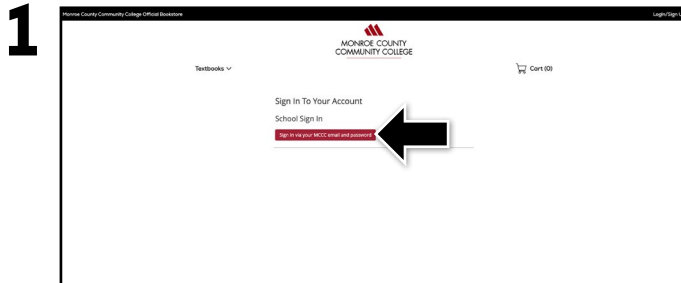 1
Monroe County Community College Official Bookstore
Login/Sign U
MONROE COUNTY
COMMUNITY COLLEGE
Textbooks
Cart (0)
Sign In To Your Account
School Sign In
Sign in via your MCCC email and password